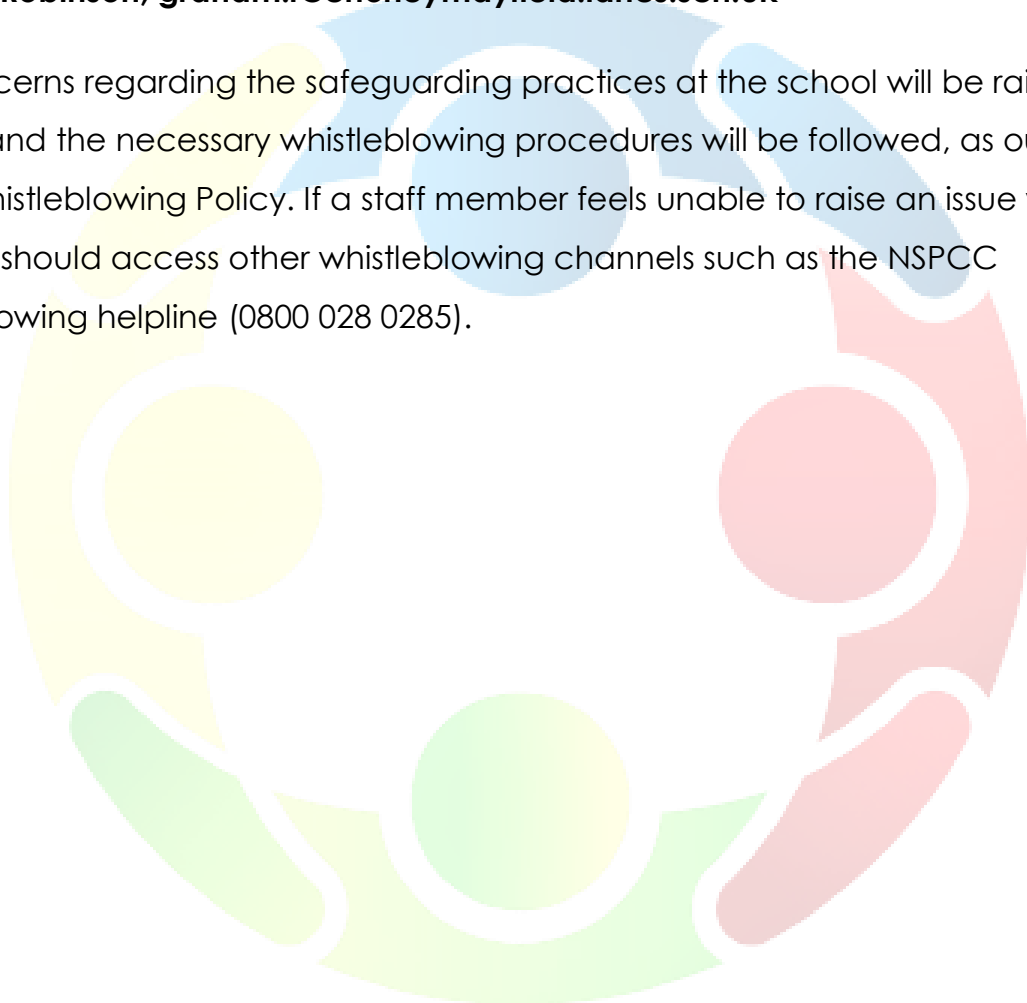 cerns regarding the safeguarding practices at the school will be rai
and the necessary whistleblowing procedures will be followed, as ou
histleblowing Policy. If a staff member feels unable to raise an issue
should access other whistleblowing channels such as the NSPCC
owing helpline (0800 028 0285).